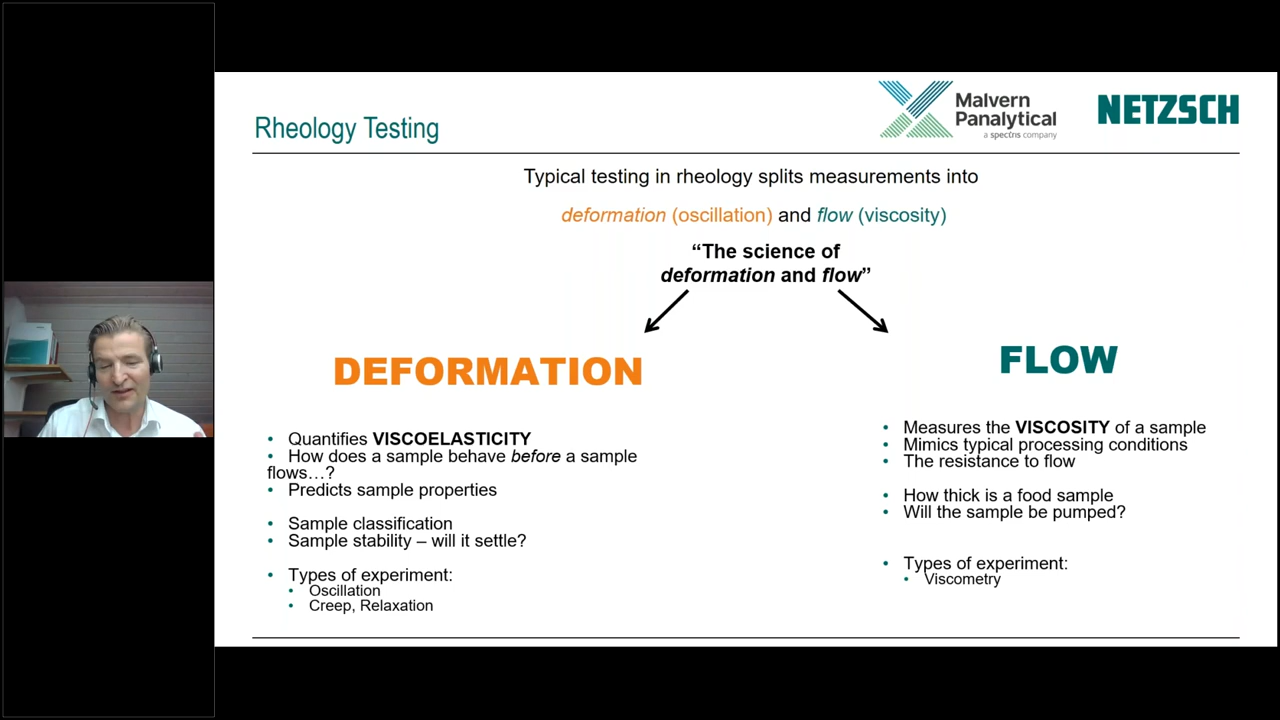 Rheology Testing
Malvern
Panalytical
a spectris company
NETZSCH
Typical testing in rheology splits measurements into
deformation (oscillation) and flow (viscosity)
“The science of
deformation and flow”
DEFORMATION
• Quantifies VISCOELASTICITY
• How does a sample behave before a sample
flows…?
• Predicts sample properties
• Sample classification
• Sample stability – will it settle?
• Types of experiment:
• Oscillation
• Creep, Relaxation
FLOW
• Measures the VISCOSITY of a sample
• Mimics typical processing conditions
• The resistance to flow
• How thick is a food sample
• Will the sample be pumped?
• Types of experiment:
• Viscometry